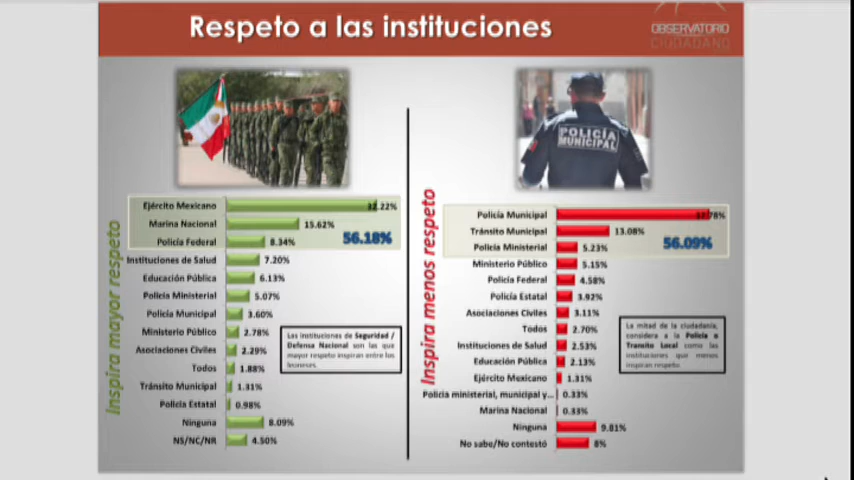 Respeto a las instituciones
OBSERVATORIO
CIUDADANO
POLICÍA
MUNICIPAL
Inspira mayor respeto
Ejército Mexicano 32.22%
Marina Nacional 15.62%
Policía Federal 8.34%
56.18%
Instituciones de Salud 7.20%
Educación Pública 6.13%
Policía Ministerial 5.07%
Policía Municipal 3.60%
Ministerio Público 2.78%
Asociaciones Civiles 2.29%
Todos 1.88%
Tránsito Municipal 1.31%
Policía Estatal 0.98%
Ninguna 8.09%
NS/NC/NR 4.50%
Las instituciones de Seguridad /
Defensa Nacional son las que
mayor respeto inspiran entre los
leoneses.
Inspira menos respeto
Policía Municipal
Tránsito Municipal 13.08%
Policía Ministerial 5.23%
56.09%
Ministerio Público 5.15%
Policía Federal 4.58%
Policía Estatal 3.92%
Asociaciones Civiles 3.11%
Todos 2.70%
Instituciones de Salud 2.53%
Educación Pública 2.13%
Ejército Mexicano 1.31%
Policía ministerial, municipal y... 0.33%
Marina Nacional 0.33%
Ninguna 9.81%
No sabe/No contestó 8%
La mitad de la ciudadanía,
considera a la Policía o
Transito Local como las
instituciones que menos
inspiran respeto.